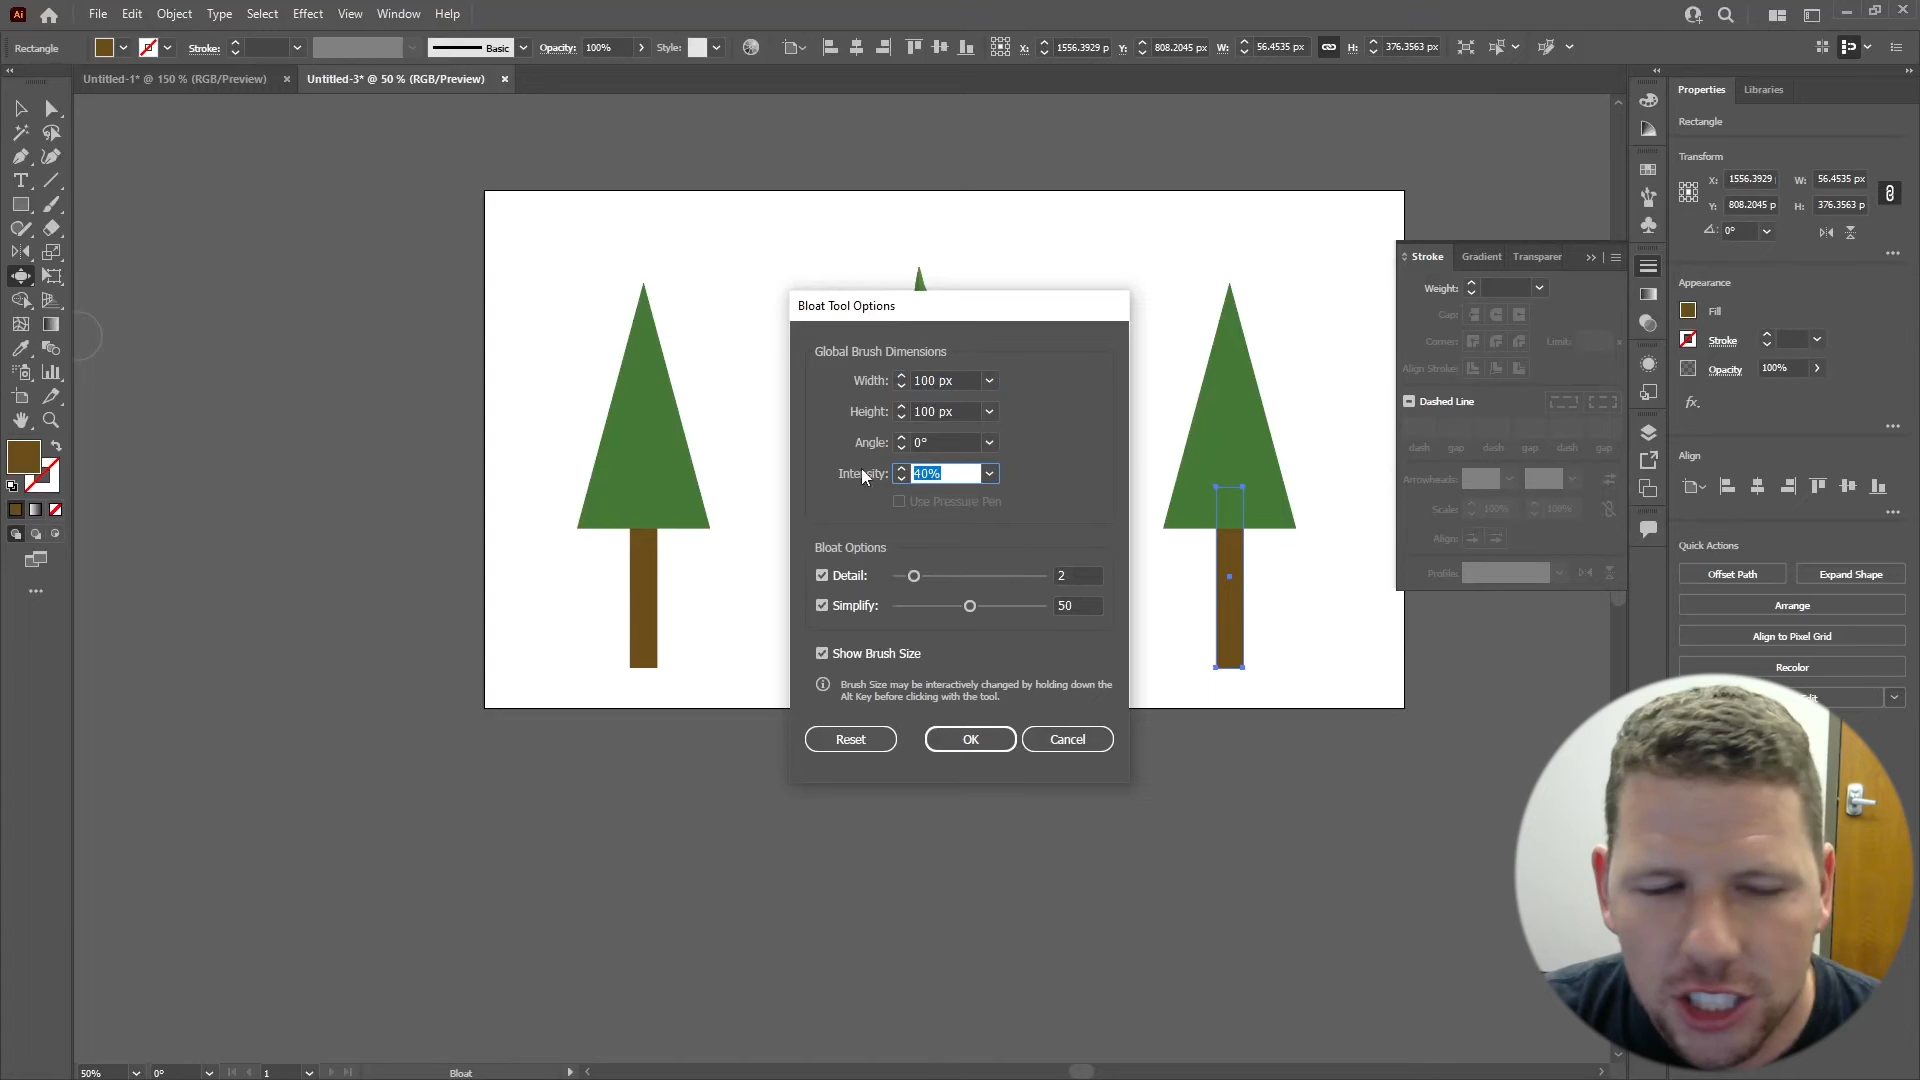 Ai File Edit Object Type Select Effect View Window Help
Rectangle Stroke: Basic Opacity: 100% Style: X: 1556.3929 p Y: 808.2045 px W: 56.4535 px H: 376.3563 px
Untitled-1* @ 150 % (RGB/Preview) × Untitled-3* @ 50 % (RGB/Preview) ×
Properties Libraries
Rectangle
Transform
X: 1556.3929 W: 56.4535 px
Y: 808.2045 p H: 376.3563 p
0°
Appearance
Fill
Stroke
Opacity 100%
fx.
Align
Quick Actions
Offset Path Expand Shape
Arrange
Align to Pixel Grid
Recolor
Stroke Gradient Transparer
Weight:
Cap:
Corner: Limit:
Align Stroke:
Dashed Line
dash gap dash gap dash gap
Arrowheads:
Scale: 100% 100%
Align:
Profile:
Bloat Tool Options
Global Brush Dimensions
Width: 100 px
Height: 100 px
Angle: 0°
Intensity: 40%
Use Pressure Pen
Bloat Options
Detail: 2
Simplify: 50
Show Brush Size
Brush Size may be interactively changed by holding down the
Alt Key before clicking with the tool.
Reset OK Cancel
50% 0° 1 Bloat